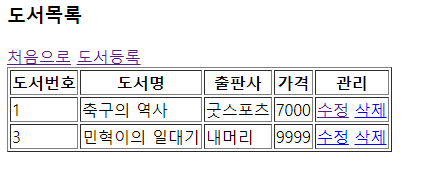 도서목록
처음으로 도서등록
도서번호 도서명 출판사 가격 관리
1 축구의 역사 굿스포츠 7000 수정 삭제
3 민혁이의 일대기 내머리 9999 수정 삭제